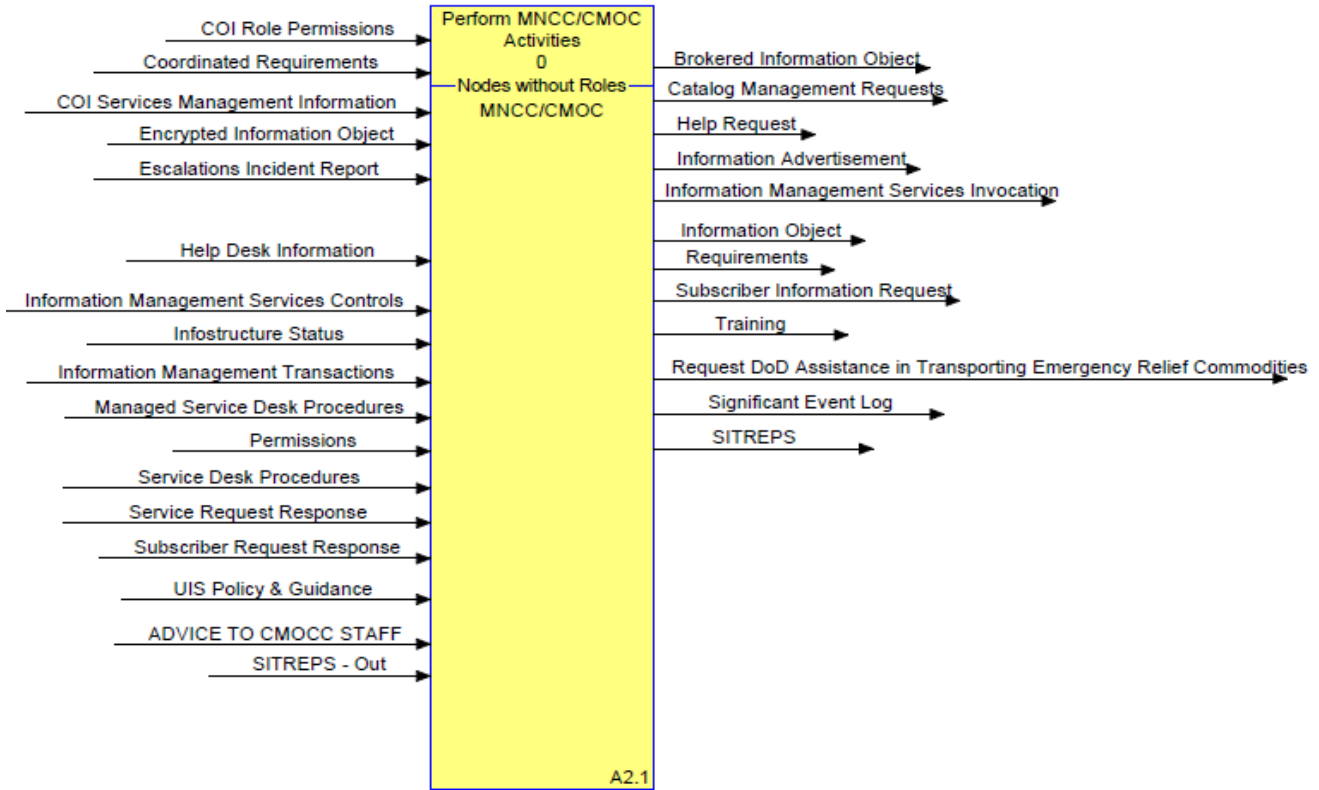 COI Role Permissions
Coordinated Requirements
COI Services Management Information
Encrypted Information Object
Escalations Incident Report
Help Desk Information
Information Management Services Controls
Infostructure Status
Information Management Transactions
Managed Service Desk Procedures
Permissions
Service Desk Procedures
Service Request Response
Subscriber Request Response
UIS Policy & Guidance
ADVICE TO CMOCC STAFF
SITREPS - Out
Perform MNCC/CMOC
Activities
0
Nodes without Roles
MNCC/CMOC
A2.1
Brokered Information Object
Catalog Management Requests
Help Request
Information Advertisement
Information Management Services Invocation
Information Object
Requirements
Subscriber Information Request
Training
Request DoD Assistance in Transporting Emergency Relief Commodities
Significant Event Log
SITREPS